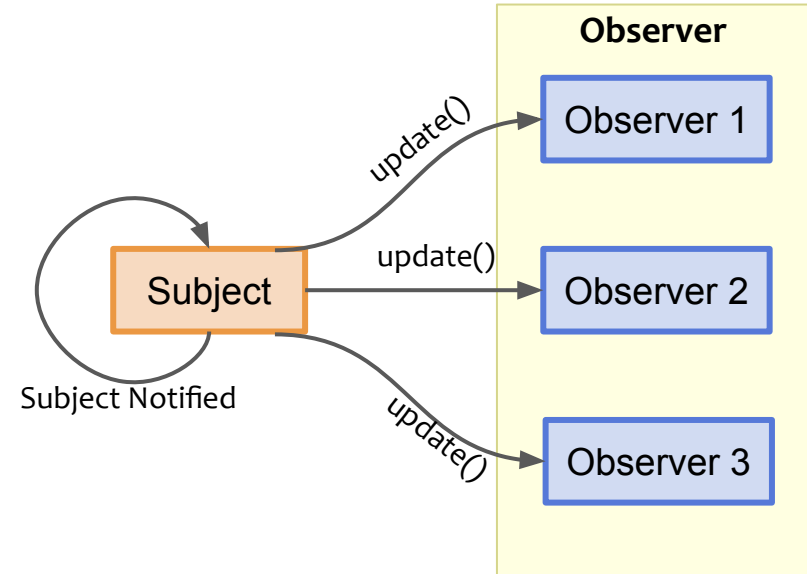 Observer
Observer 1
update()
update()
Subject
Observer 2
Subject Notified
update()
Observer 3